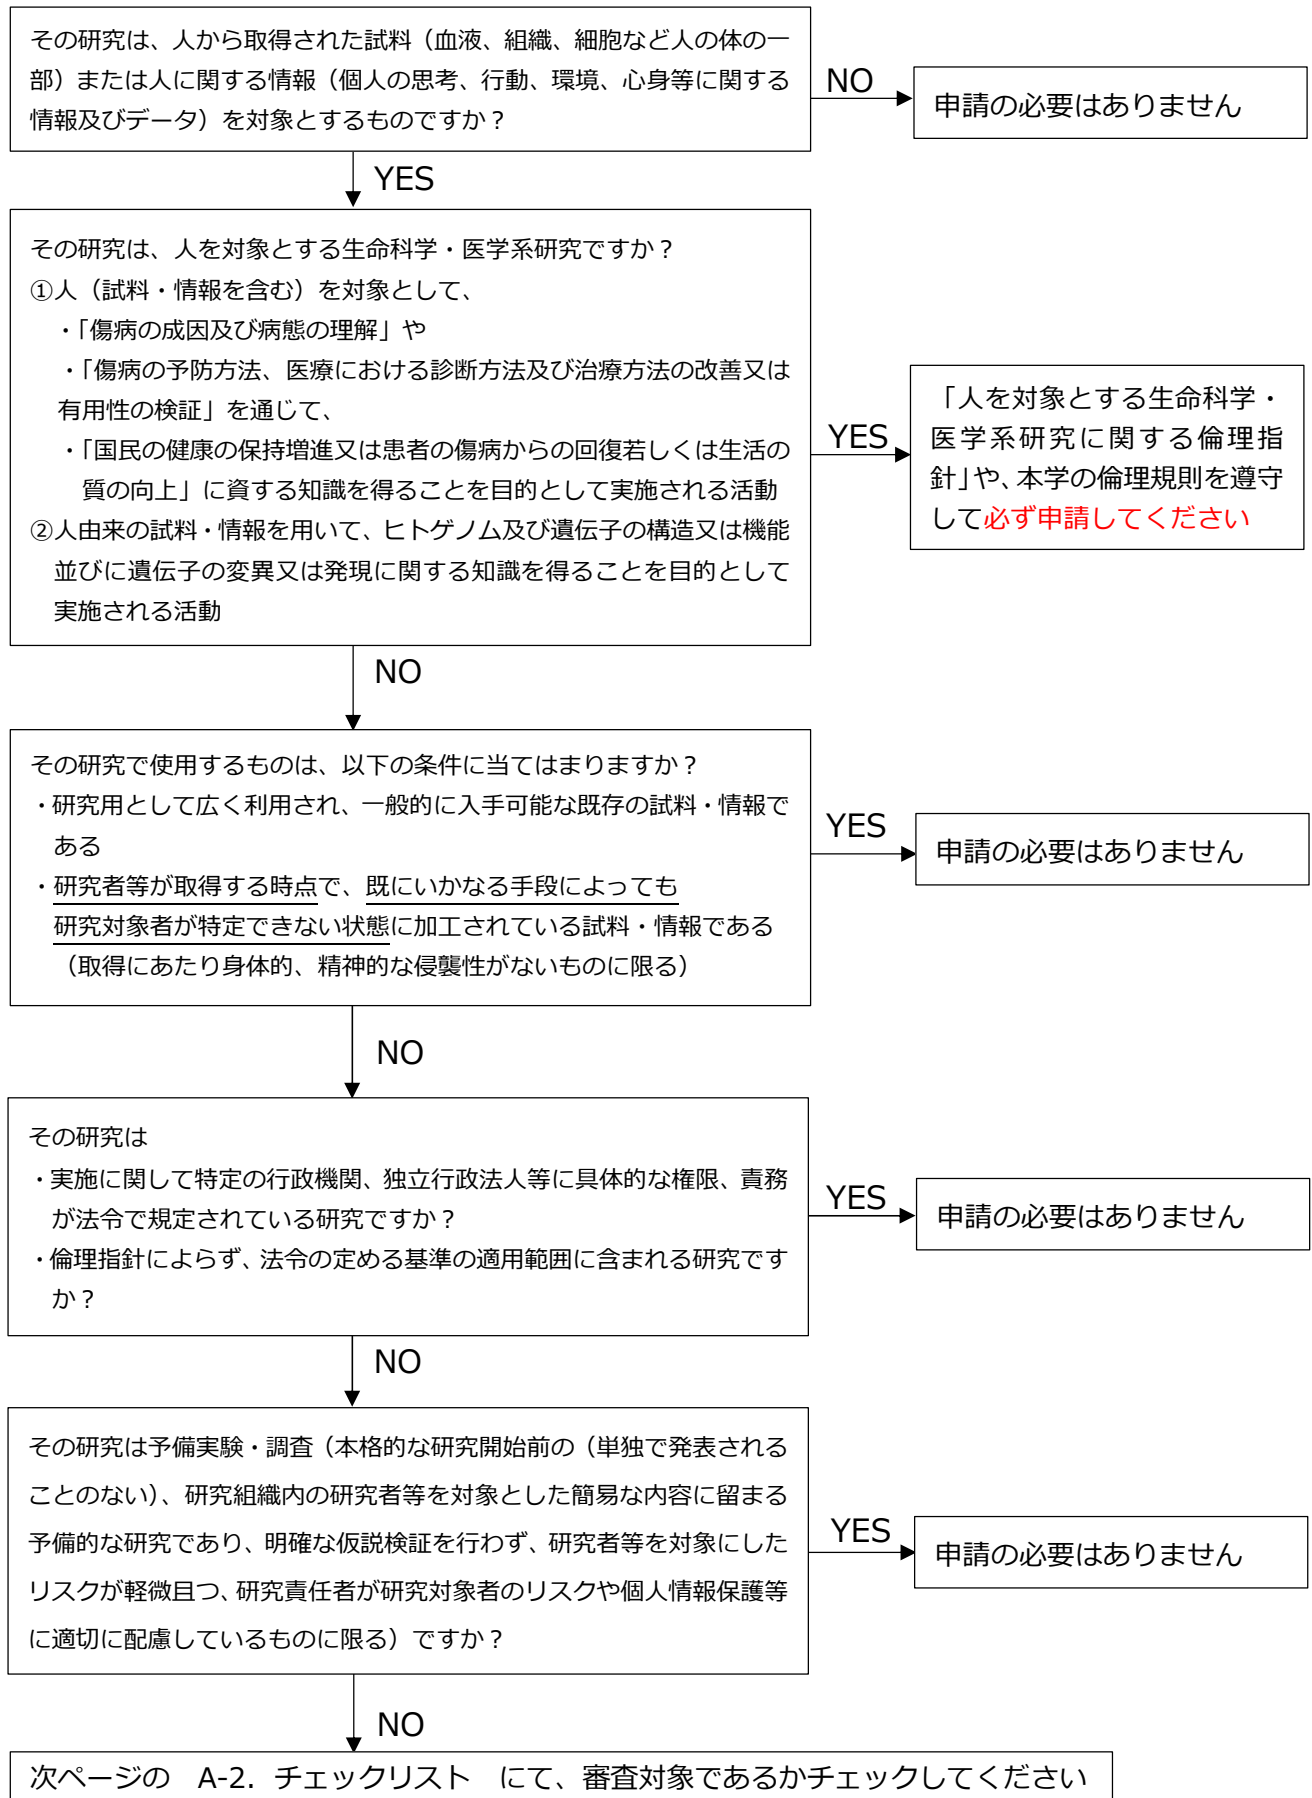 その研究は、人から取得された試料（血液、組織、細胞など人の体の一
部）または人に関する情報（個人の思考、行動、環境、心身等に関する
情報及びデータ）を対象とするものですか？
NO
申請の必要はありません
YES
その研究は、人を対象とする生命科学・医学系研究ですか？
①人（試料・情報を含む）を対象として、
・「傷病の成因及び病態の理解」や
・「傷病の予防方法、医療における診断方法及び治療方法の改善又は
有用性の検証」を通じて、
・「国民の健康の保持増進又は患者の傷病からの回復若しくは生活の
質の向上」に資する知識を得ることを目的として実施される活動
②人由来の試料・情報を用いて、ヒトゲノム及び遺伝子の構造又は機能
並びに遺伝子の変異又は発現に関する知識を得ることを目的として
実施される活動
YES
「人を対象とする生命科学・
医学系研究に関する倫理指
針」や、本学の倫理規則を遵守
して必ず申請してください
NO
その研究で使用するものは、以下の条件に当てはまりますか？
・研究用として広く利用され、一般的に入手可能な既存の試料・情報で
ある
・研究者等が取得する時点で、既にいかなる手段によっても
研究対象者が特定できない状態に加工されている試料・情報である
（取得にあたり身体的、精神的な侵襲性がないものに限る）
YES
申請の必要はありません
NO
その研究は
・実施に関して特定の行政機関、独立行政法人等に具体的な権限、責務
が法令で規定されている研究ですか？
・倫理指針によらず、法令の定める基準の適用範囲に含まれる研究です
か？
YES
申請の必要はありません
NO
その研究は予備実験・調査（本格的な研究開始前の（単独で発表される
ことのない）、研究組織内の研究者等を対象とした簡易な内容に留まる
予備的な研究であり、明確な仮説検証を行わず、研究者等を対象にした
リスクが軽微且つ、研究責任者が研究対象者のリスクや個人情報保護等
に適切に配慮しているものに限る）ですか？
YES
申請の必要はありません
NO
次ページの　A-2. チェックリスト　にて、審査対象であるかチェックしてください